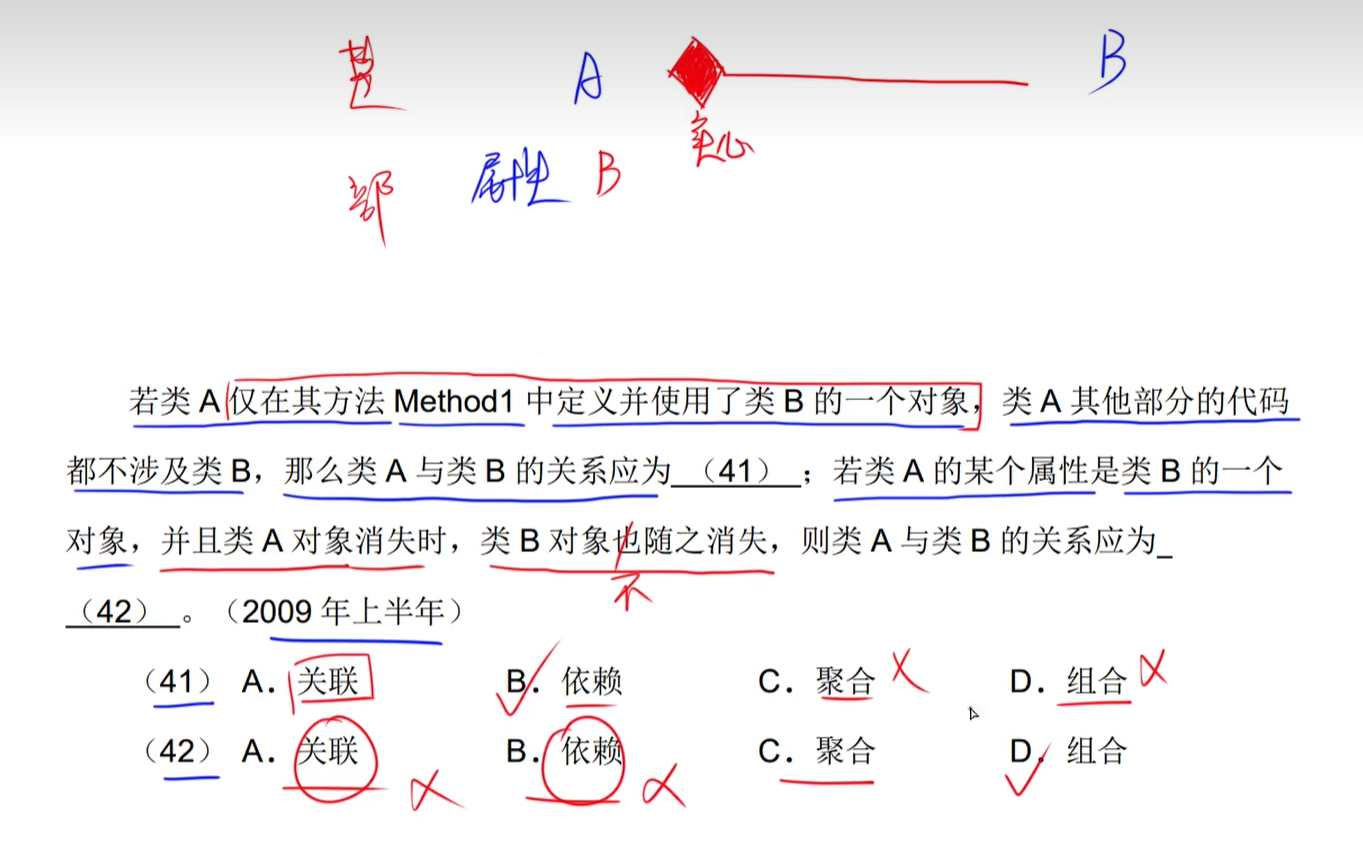 A B
实心
部 属性 B
若类 A 仅在其方法 Method1 中定义并使用了类 B 的一个对象，类 A 其他部分的代码
都不涉及类 B，那么类 A 与类 B 的关系应为 （41） ；若类 A 的某个属性是类 B 的一个
对象，并且类 A 对象消失时，类 B 对象也随之消失，则类 A 与类 B 的关系应为_
不
（42） 。（2009 年上半年）
（41） A．关联 B．依赖 C．聚合 D．组合
（42） A．关联 B．依赖 C．聚合 D．组合